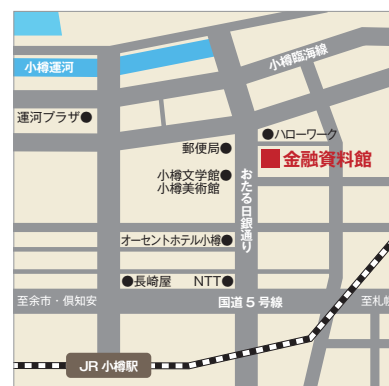 小樽臨海線
小樽運河
運河プラザ
ハローワーク
郵便局
金融資料館
小樽文学館
小樽美術館
おたる日銀通り
オーセントホテル小樽
長崎屋
NTT
至余市・倶知安
国道5号線
至札幌
JR 小樽駅